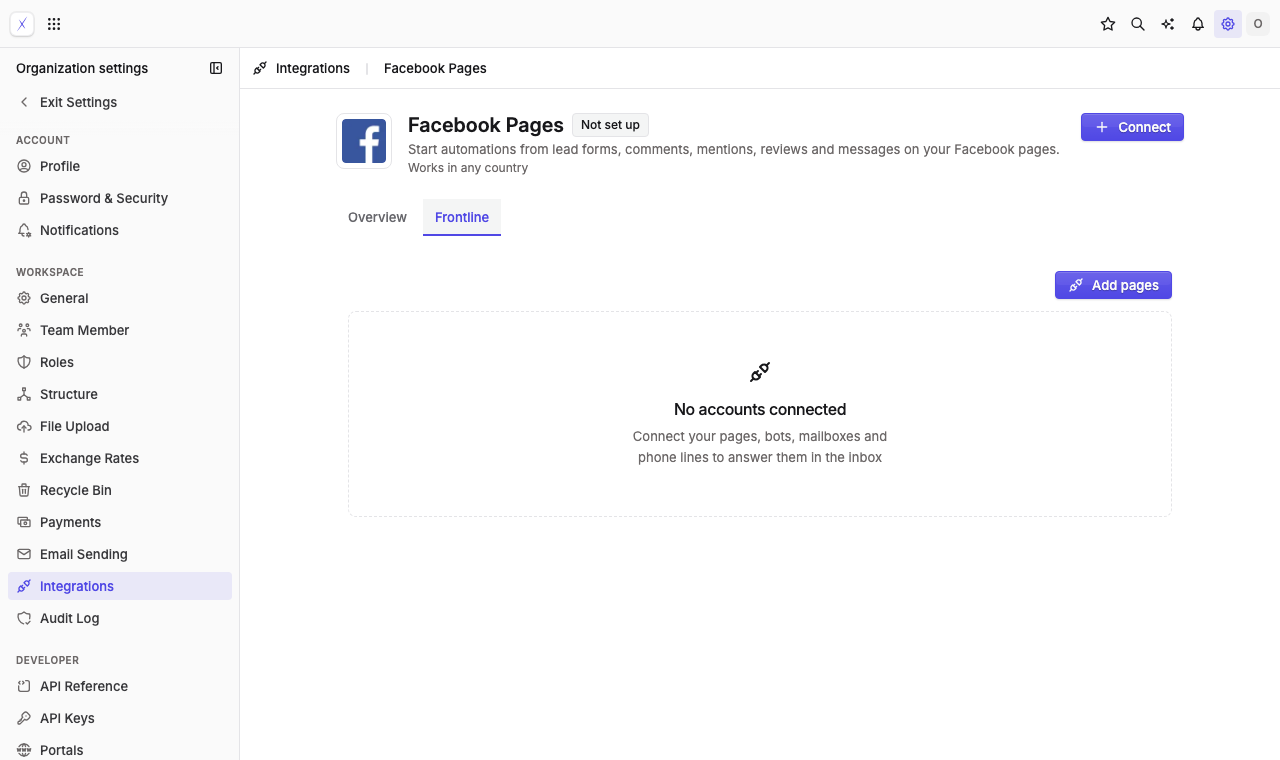 O
Organization settings
Exit Settings
ACCOUNT
Profile
Password & Security
Notifications
WORKSPACE
General
Team Member
Roles
Structure
File Upload
Exchange Rates
Recycle Bin
Payments
Email Sending
Integrations
Audit Log
DEVELOPER
API Reference
API Keys
Portals
Integrations
Facebook Pages
Facebook Pages
Not set up
Start automations from lead forms, comments, mentions, reviews and messages on your Facebook pages.
Works in any country
Connect
Overview
Frontline
Add pages
No accounts connected
Connect your pages, bots, mailboxes and
phone lines to answer them in the inbox